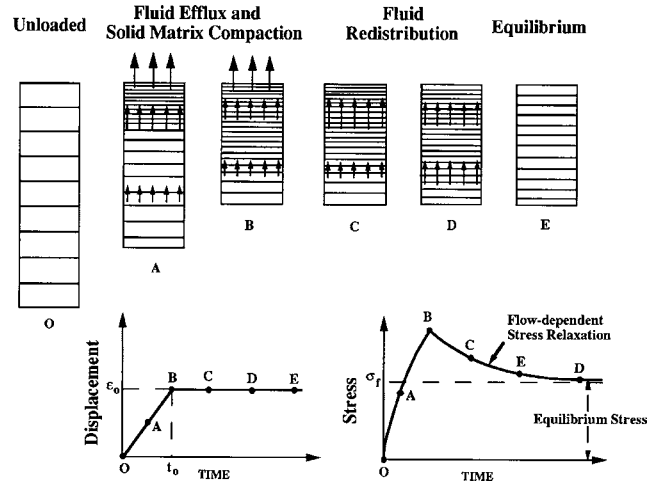 Unloaded
Fluid Efflux and
Solid Matrix Compaction
Fluid
Redistribution
Equilibrium
O
A
B
C
D
E
Displacement
ε₀
B
C
D
E
A
O
t₀
TIME
Stress
σf
B
Flow-dependent
Stress Relaxation
C
E
D
A
Equilibrium Stress
O
TIME